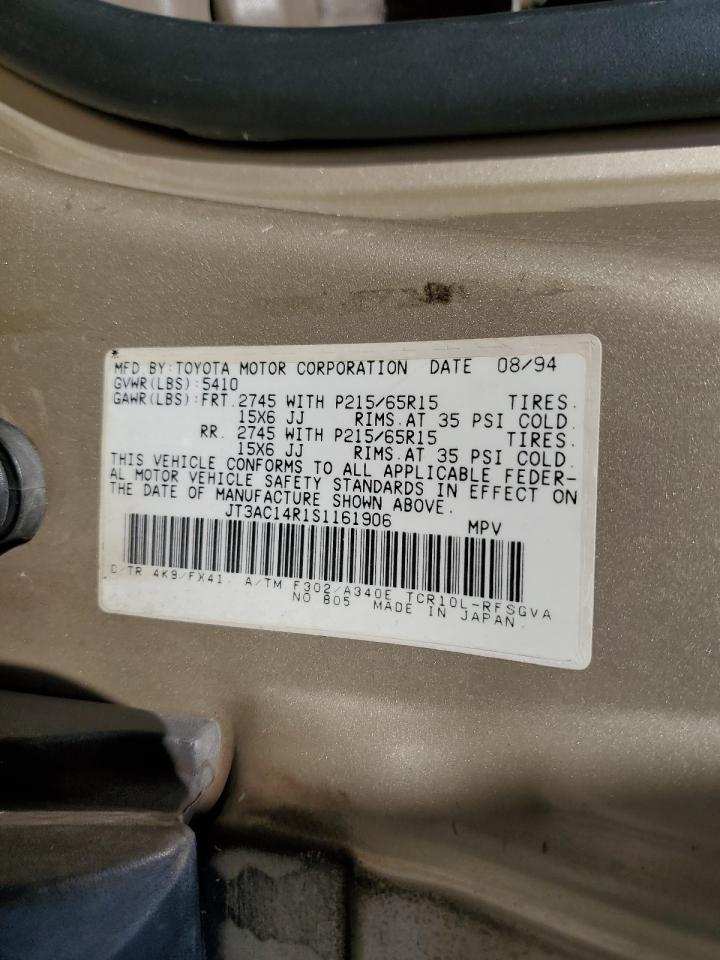 MFD.BY:TOYOTA MOTOR CORPORATION DATE 08/94
GVWR(LBS):5410
GAWR(LBS):FRT.2745 WITH P215/65R15 TIRES.
15X6 JJ RIMS.AT 35 PSI COLD.
RR. 2745 WITH P215/65R15 TIRES.
15X6 JJ RIMS.AT 35 PSI COLD.
THIS VEHICLE CONFORMS TO ALL APPLICABLE FEDER-
AL MOTOR VEHICLE SAFETY STANDARDS IN EFFECT ON
THE DATE OF MANUFACTURE SHOWN ABOVE.
JT3AC14R1S1161906 MPV
C/TR 4K9/FX41 A/TM F302/A340E TCR10L-RFSGVA
NO 805 MADE IN JAPAN